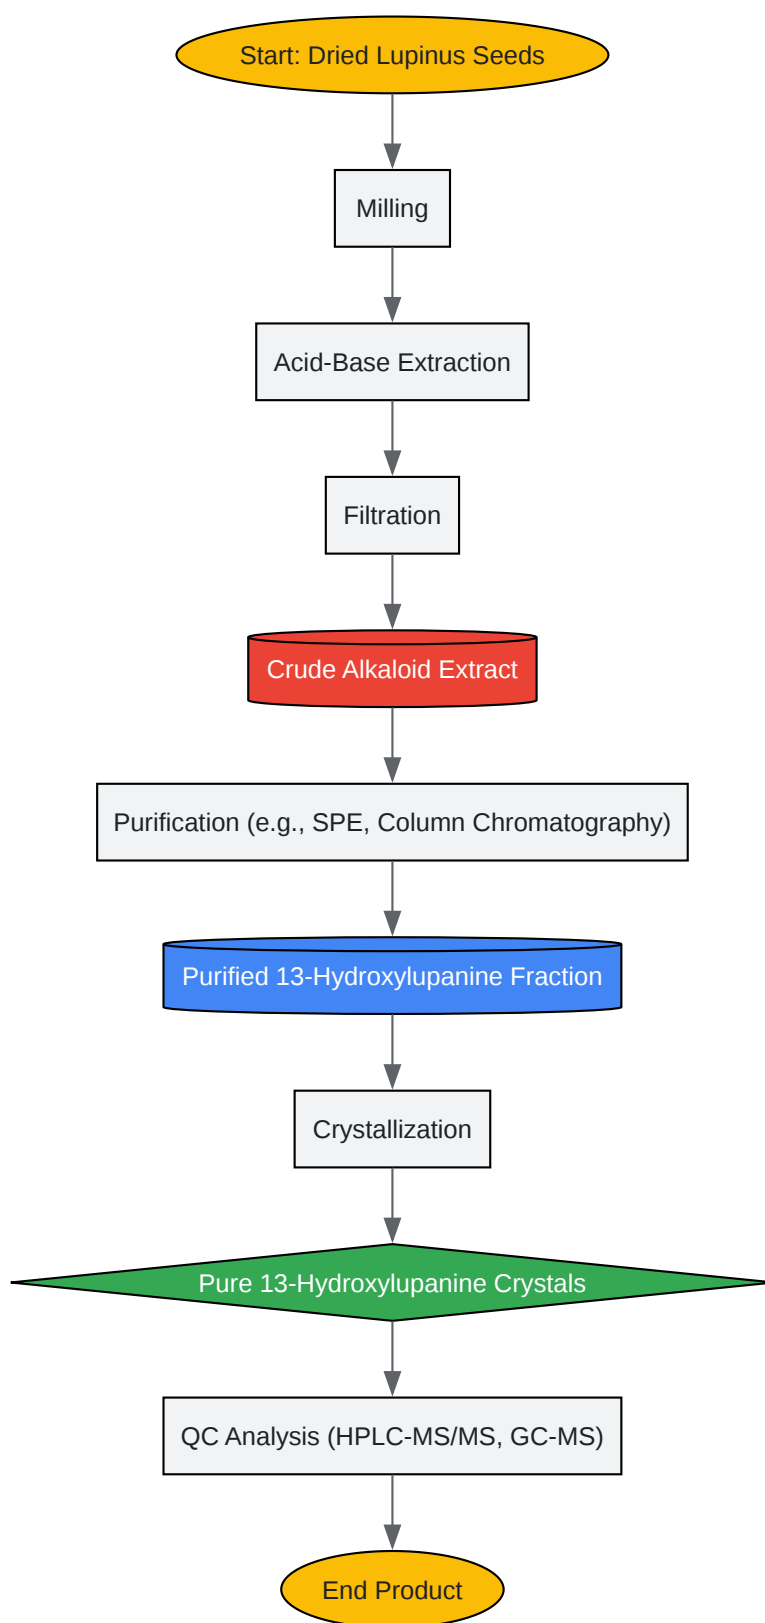 Start: Dried Lupinus Seeds
Milling
Acid-Base Extraction
Filtration
Crude Alkaloid Extract
Purification (e.g., SPE, Column Chromatography)
Purified 13-Hydroxylupanine Fraction
Crystallization
Pure 13-Hydroxylupanine Crystals
QC Analysis (HPLC-MS/MS, GC-MS)
End Product